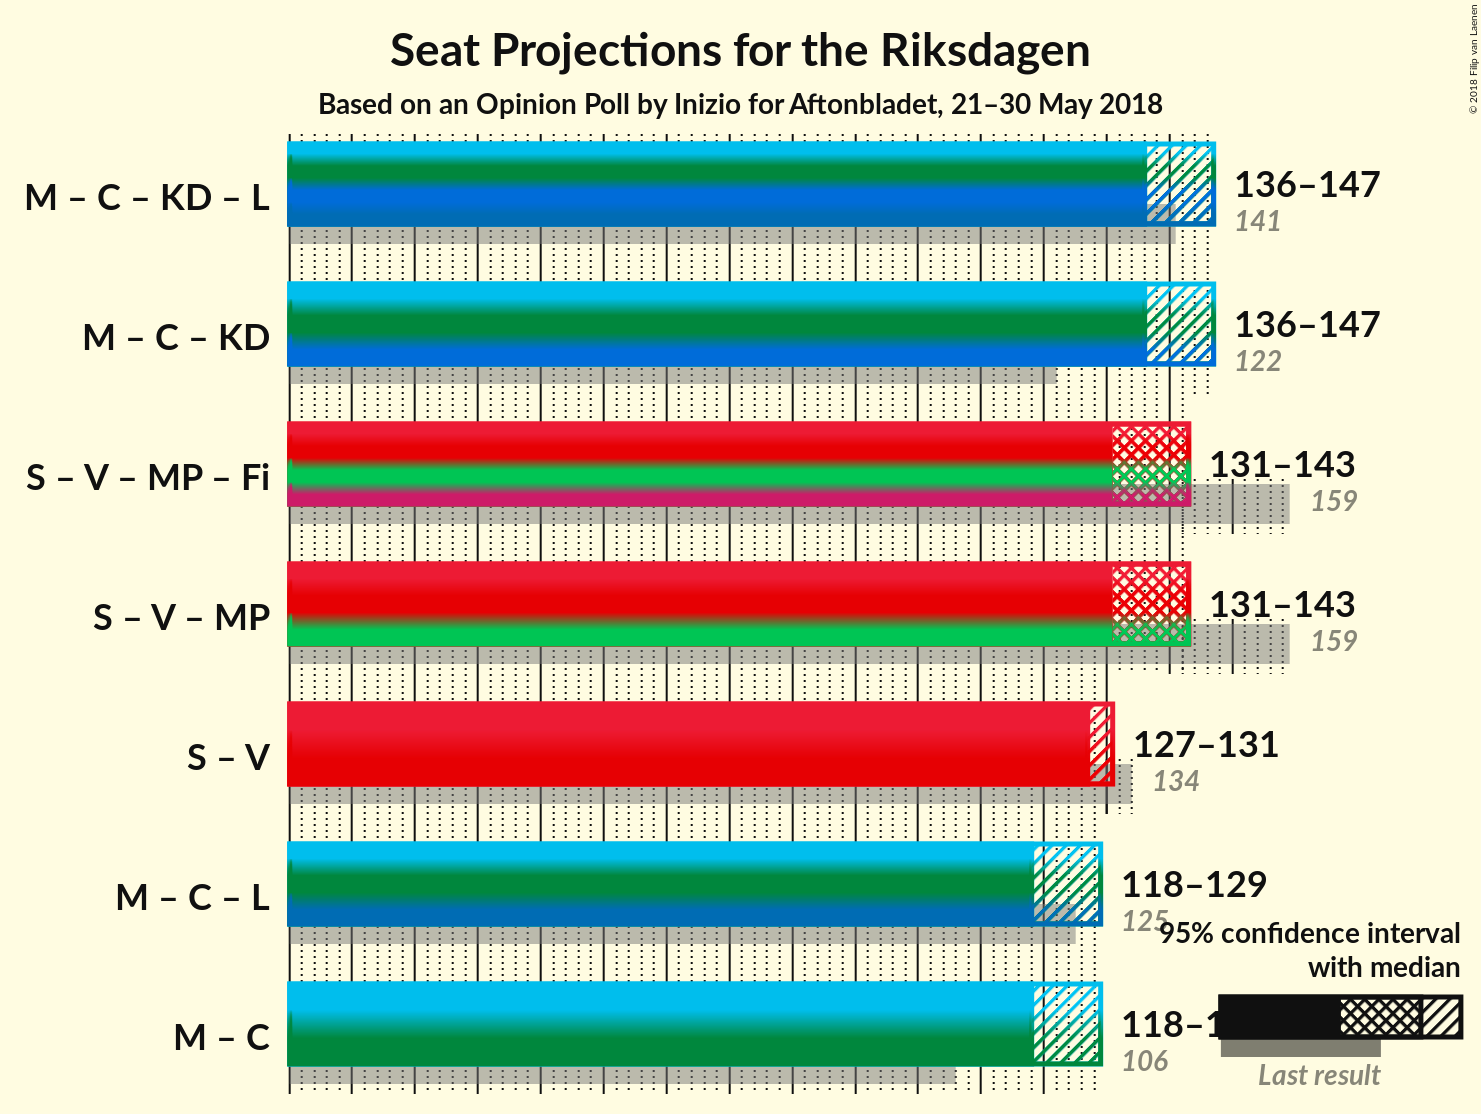 © 2018 Filip van Laenen
Seat Projections for the Riksdagen
Based on an Opinion Poll by Inizio for Aftonbladet, 21–30 May 2018
M – C – KD – L
136–147
141
M – C – KD
136–147
122
S – V – MP – Fi
131–143
159
S – V – MP
131–143
159
S – V
127–131
134
M – C – L
118–129
125
95% confidence interval
with median
M – C
118–1
106
Last result